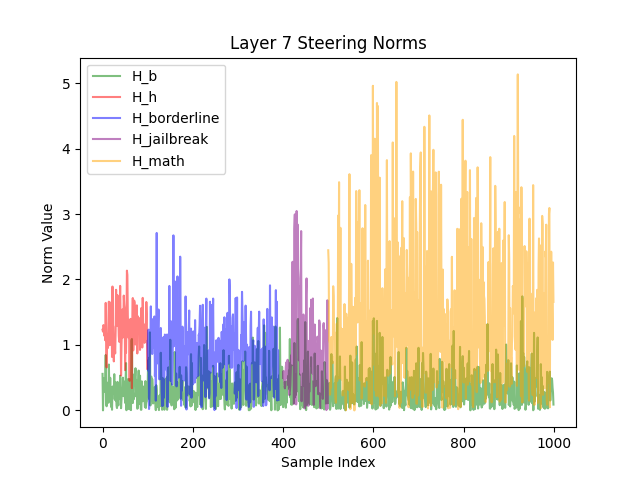 Layer 7 Steering Norms
H_b
H_h
H_borderline
H_jailbreak
H_math
Norm Value
5
4
3
2
1
0
0
200
400
600
800
1000
Sample Index